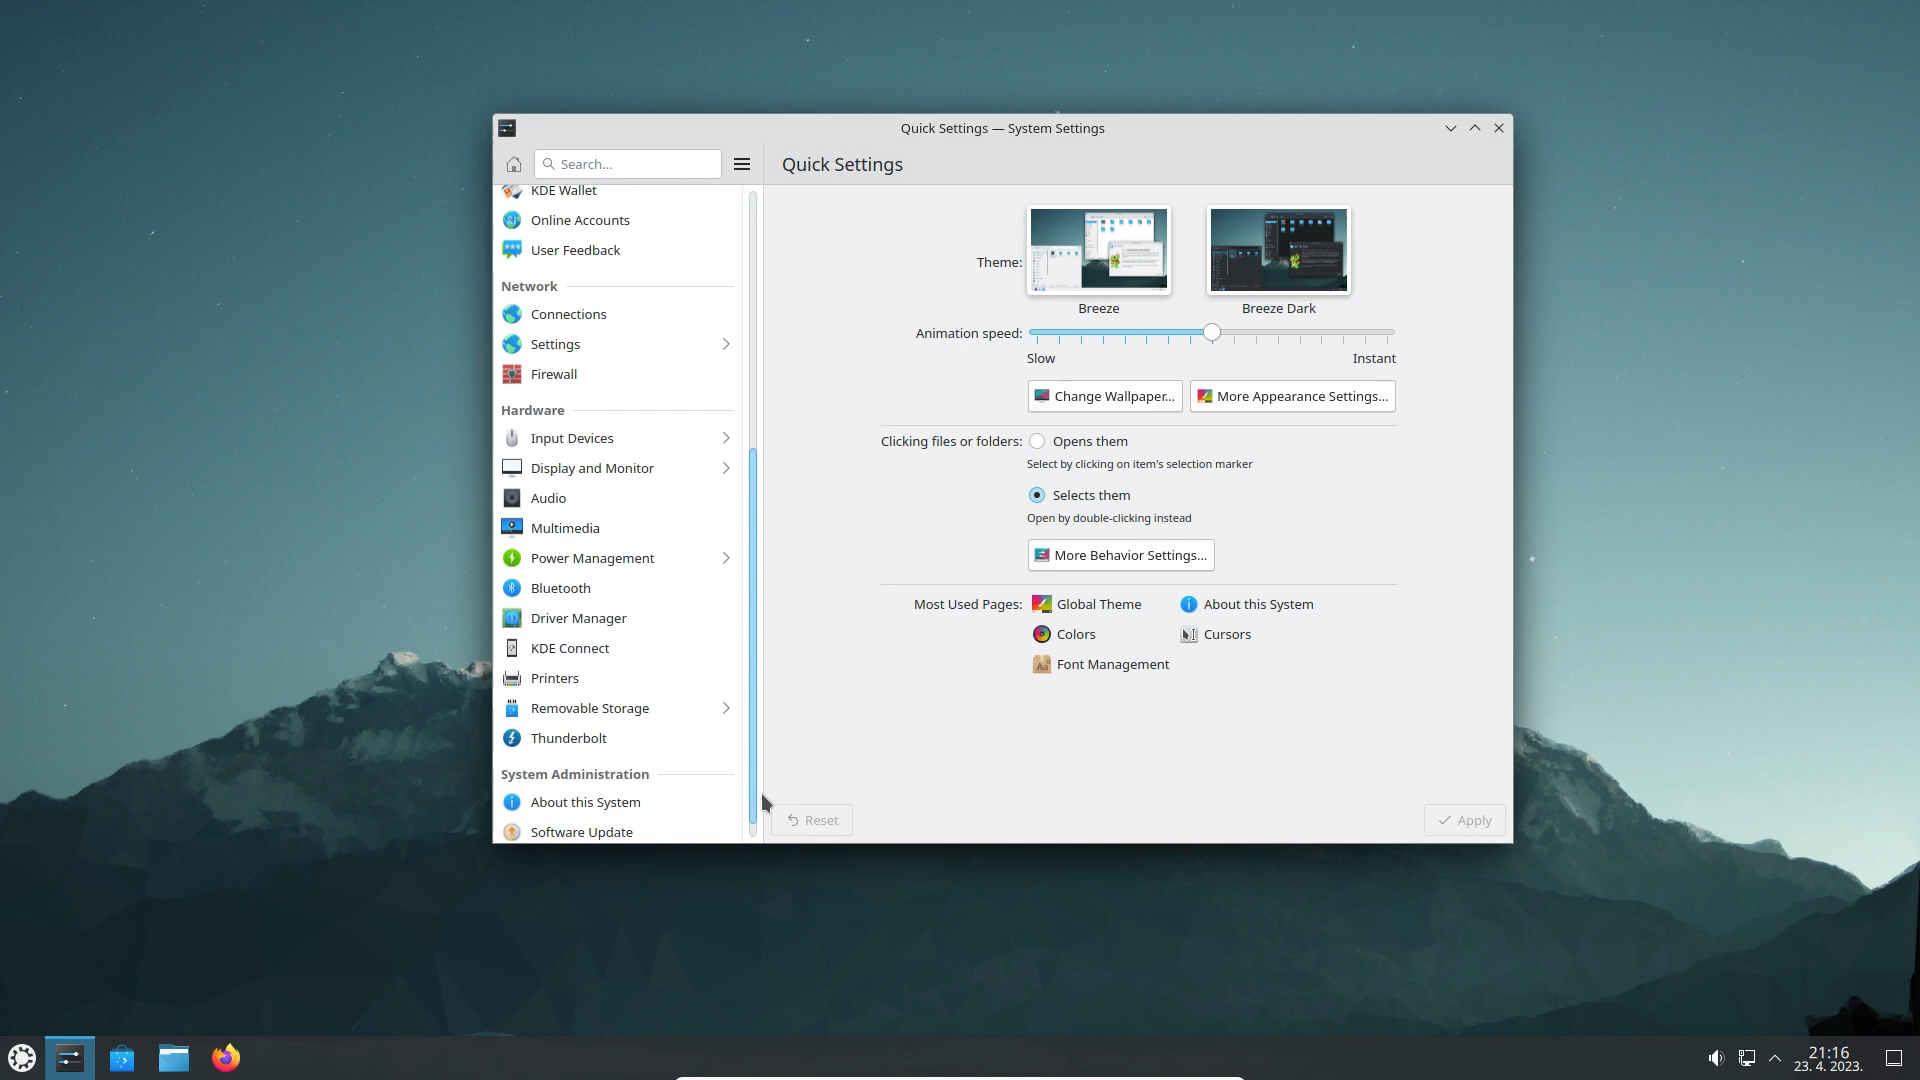 Quick Settings — System Settings
Search...
Quick Settings
KDE Wallet
Online Accounts
User Feedback
Network
Connections
Settings
Firewall
Hardware
Input Devices
Display and Monitor
Audio
Multimedia
Power Management
Bluetooth
Driver Manager
KDE Connect
Printers
Removable Storage
Thunderbolt
System Administration
About this System
Software Update
Theme:
Breeze
Breeze Dark
Animation speed:
Slow
Instant
Change Wallpaper...
More Appearance Settings...
Clicking files or folders:
Opens them
Select by clicking on item's selection marker
Selects them
Open by double-clicking instead
More Behavior Settings...
Most Used Pages:
Global Theme
About this System
Colors
Cursors
Font Management
Reset
Apply
21:16
23. 4. 2023.